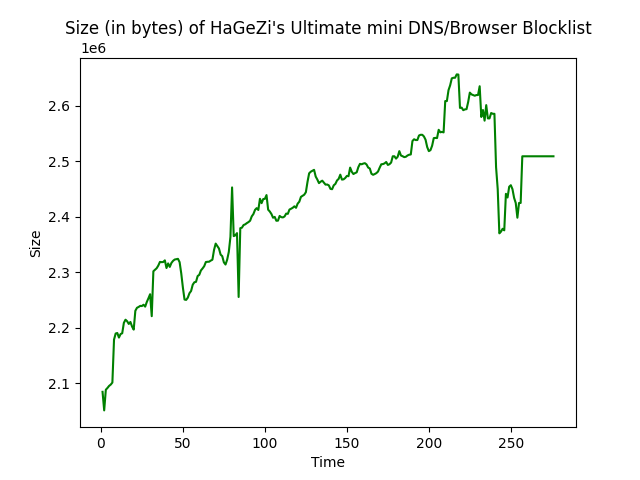 Size (in bytes) of HaGeZi's Ultimate mini DNS/Browser Blocklist
1e6
2.6
2.5
2.4
2.3
2.2
2.1
Size
0 50 100 150 200 250
Time